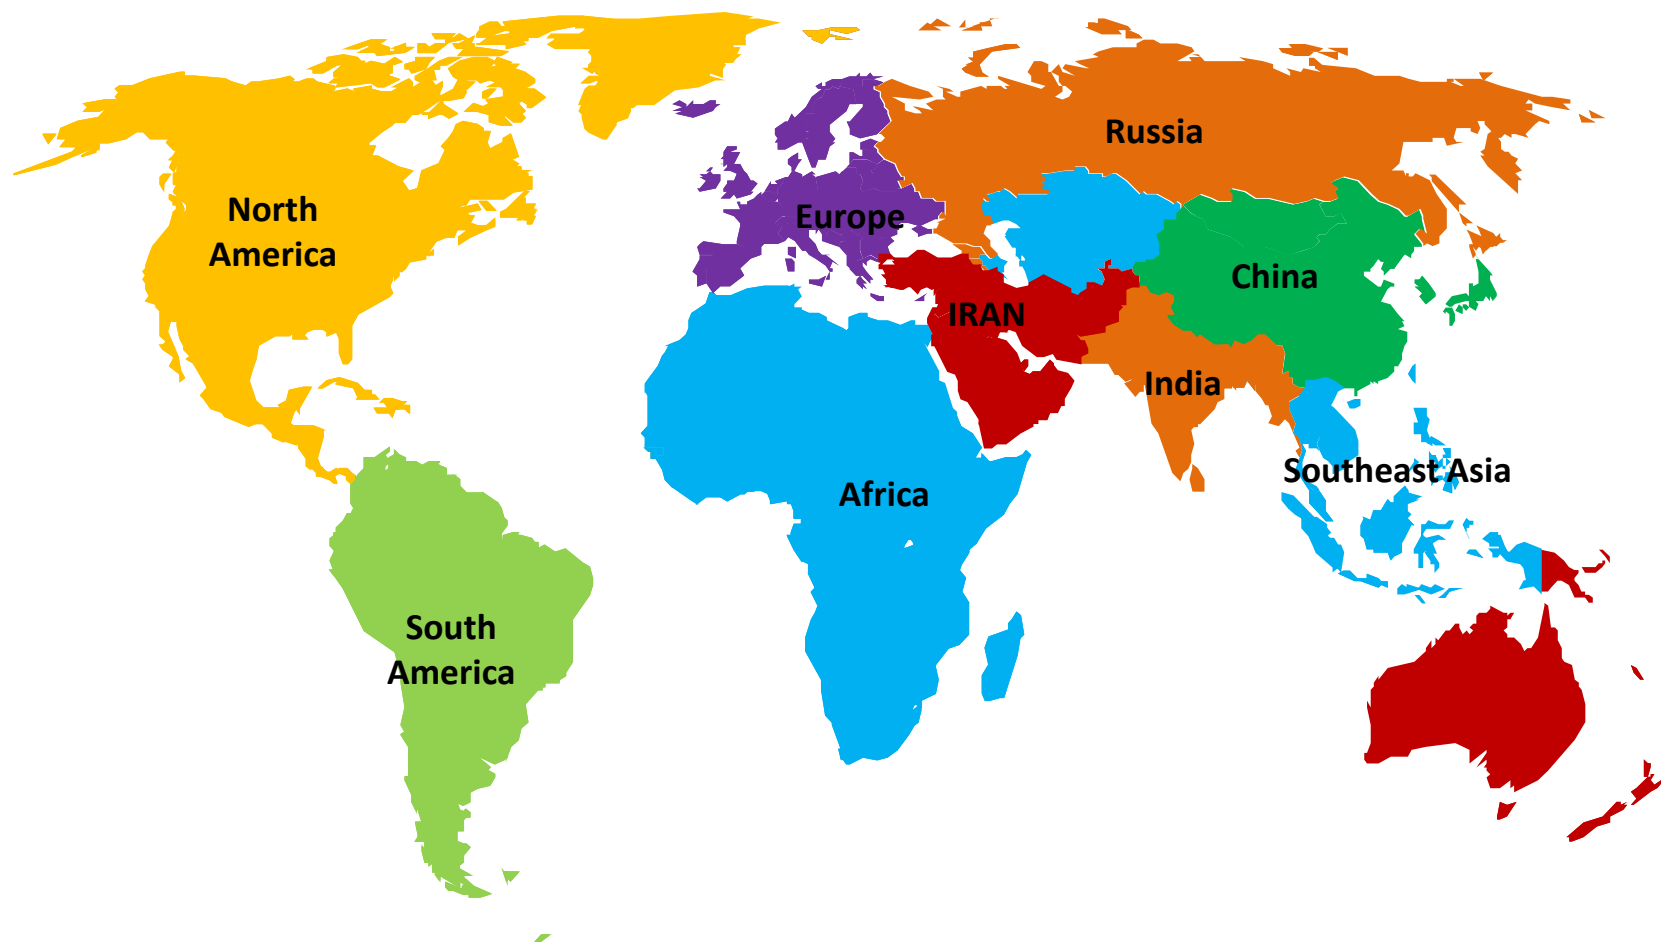 Russia
North
America
Europe
China
IRAN
India
Southeast Asia
Africa
South
America